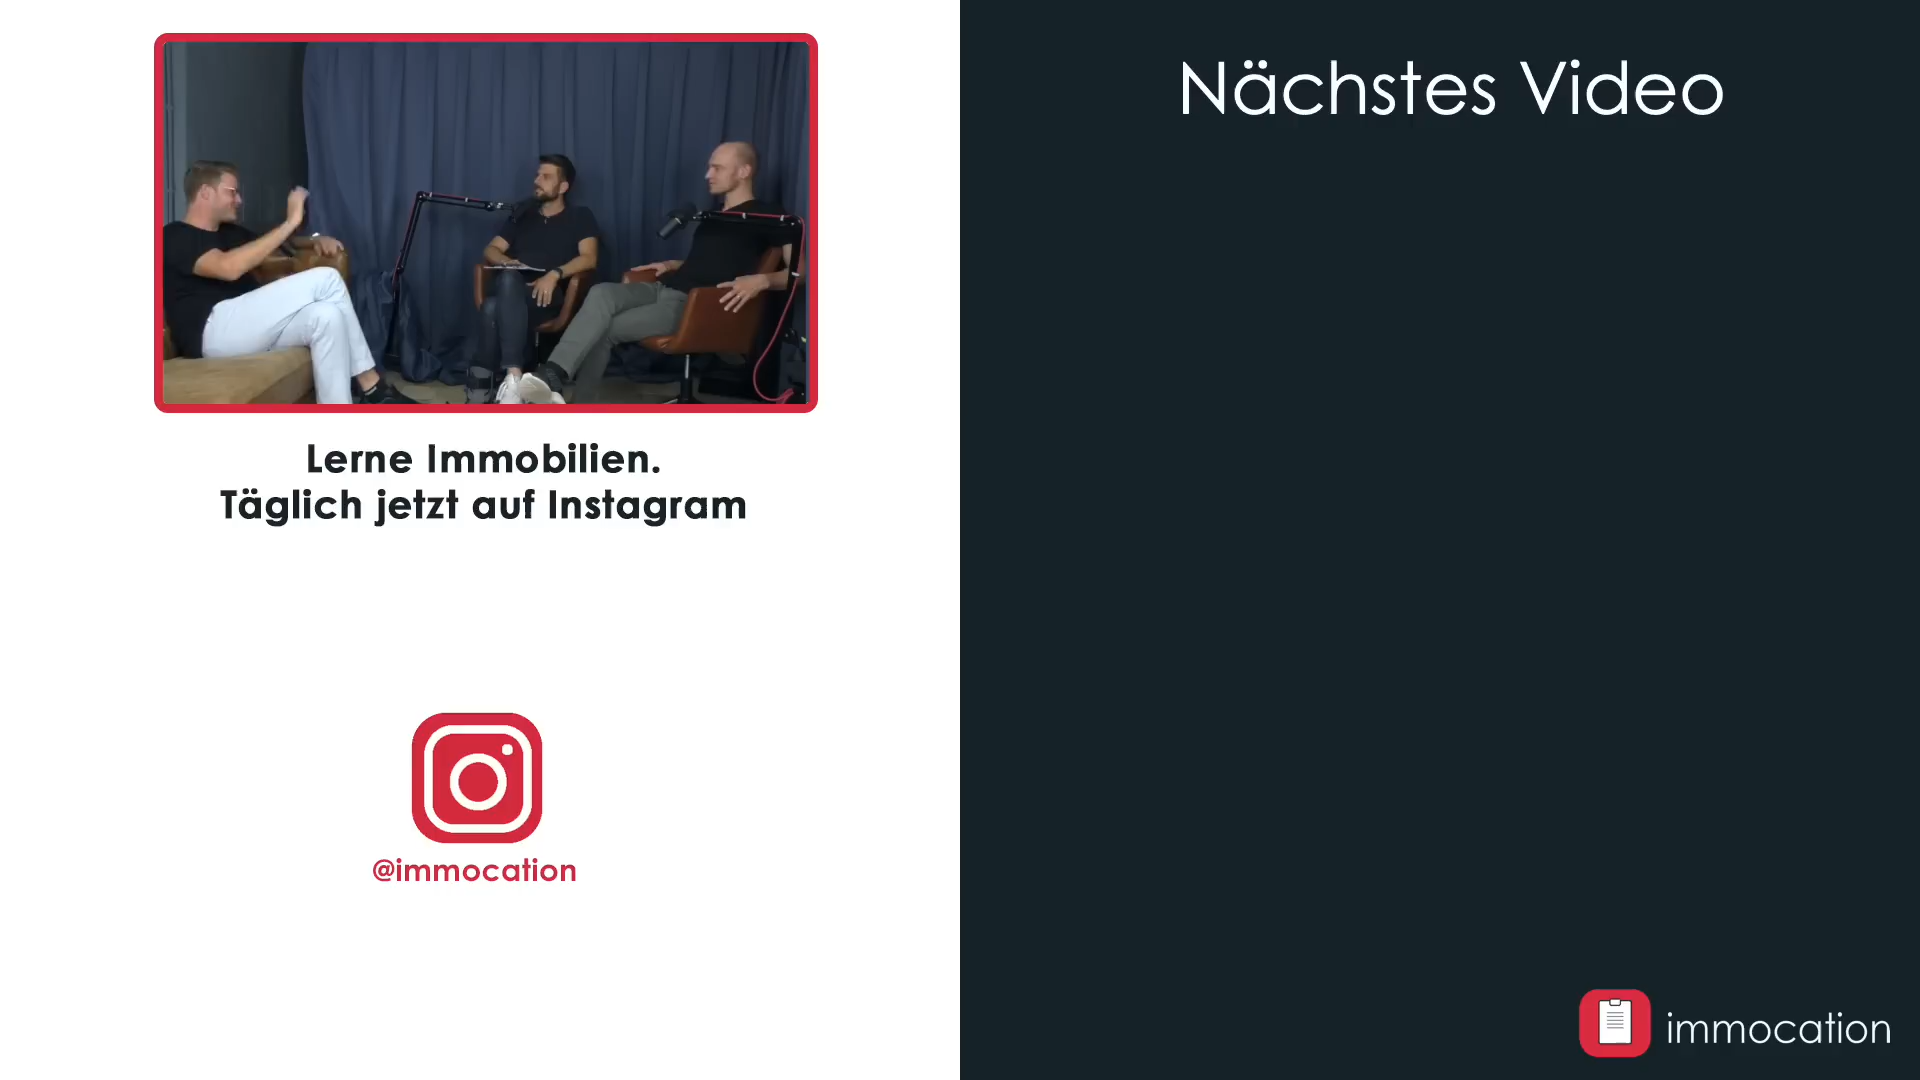 Lerne Immobilien.
Täglich jetzt auf Instagram
@immocation
Nächstes Video
immocation